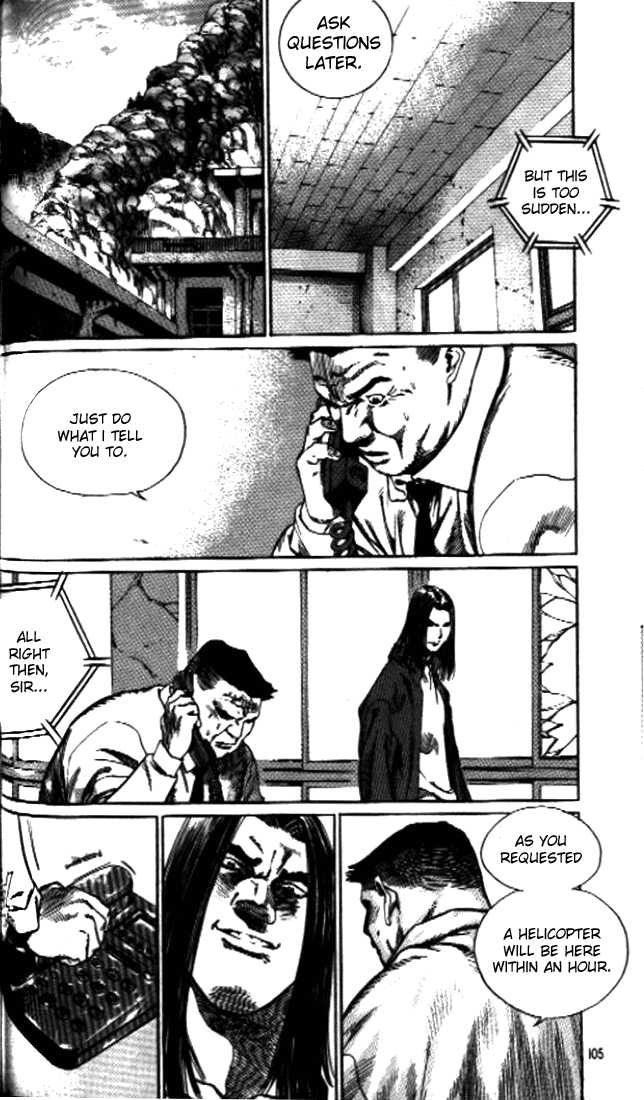 ASK
QUESTIONS
LATER.
BUT THIS
IS TOO
SUDDEN...
JUST DO
WHAT I TELL
YOU TO.
ALL
RIGHT
THEN,
SIR...
AS YOU
REQUESTED
A HELICOPTER
WILL BE HERE
WITHIN AN HOUR.
105